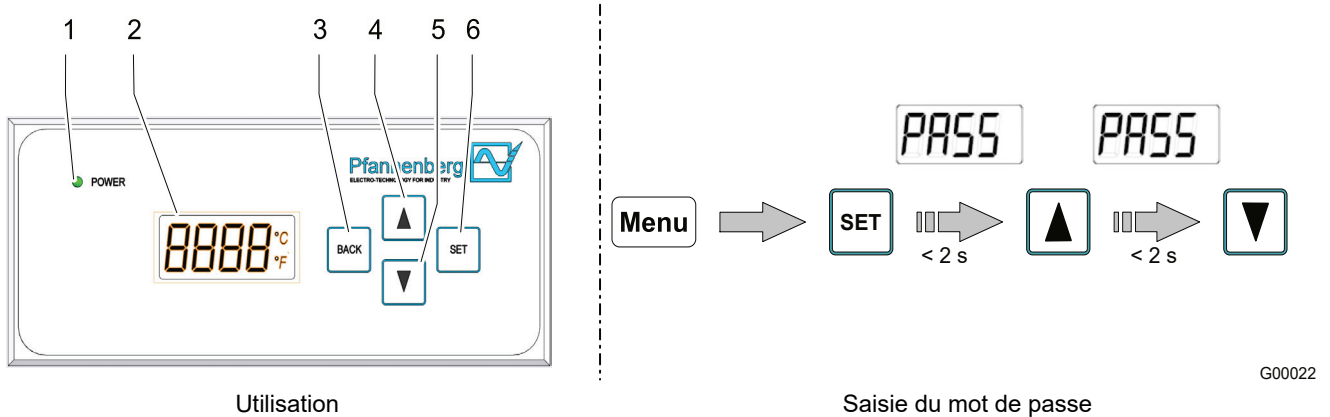 1 2 3 4 5 6
POWER
Pfannenberg
ELECTRO-TECHNOLOGY FOR INDUSTRY
8888 °C
°F
BACK
SET
PASS PASS
Menu
SET
< 2 s < 2 s
G00022
Utilisation
Saisie du mot de passe